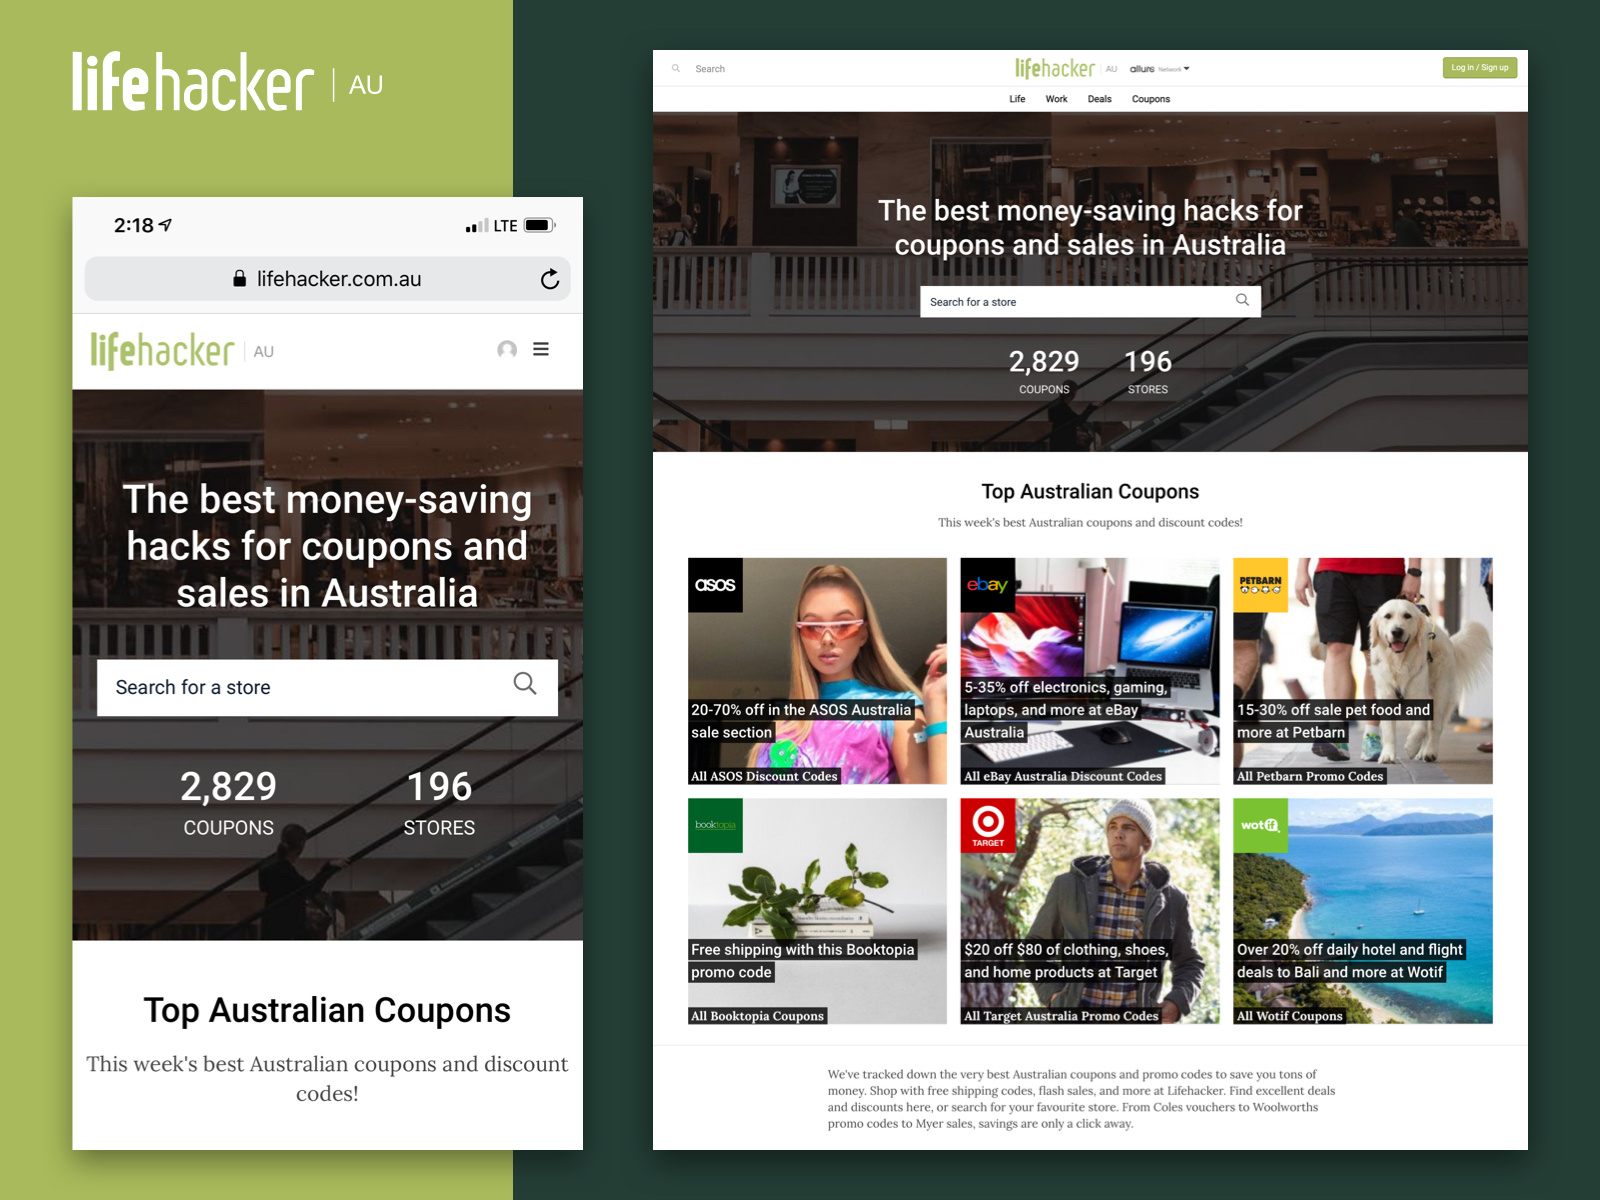 lifehacker | AU
2:18 LTE
lifehacker.com.au
lifehacker | AU
The best money-saving
hacks for coupons and
sales in Australia
Search for a store
2,829 196
COUPONS STORES
Top Australian Coupons
This week's best Australian coupons and discount
codes!
Search lifehacker | AU allure Network Log in / Sign up
Life Work Deals Coupons
The best money-saving hacks for
coupons and sales in Australia
Search for a store
2,829 196
COUPONS STORES
Top Australian Coupons
This week's best Australian coupons and discount codes!
asos
20-70% off in the ASOS Australia
sale section
All ASOS Discount Codes
ebay
5-35% off electronics, gaming,
laptops, and more at eBay
Australia
All eBay Australia Discount Codes
PETBARN
15-30% off sale pet food and
more at Petbarn
All Petbarn Promo Codes
booktopia
Free shipping with this Booktopia
promo code
All Booktopia Coupons
TARGET
$20 off $80 of clothing, shoes,
and home products at Target
All Target Australia Promo Codes
wotif.
Over 20% off daily hotel and flight
deals to Bali and more at Wotif
All Wotif Coupons
We've tracked down the very best Australian coupons and promo codes to save you tons of
money. Shop with free shipping codes, flash sales, and more at Lifehacker. Find excellent deals
and discounts here, or search for your favourite store. From Coles vouchers to Woolworths
promo codes to Myer sales, savings are only a click away.